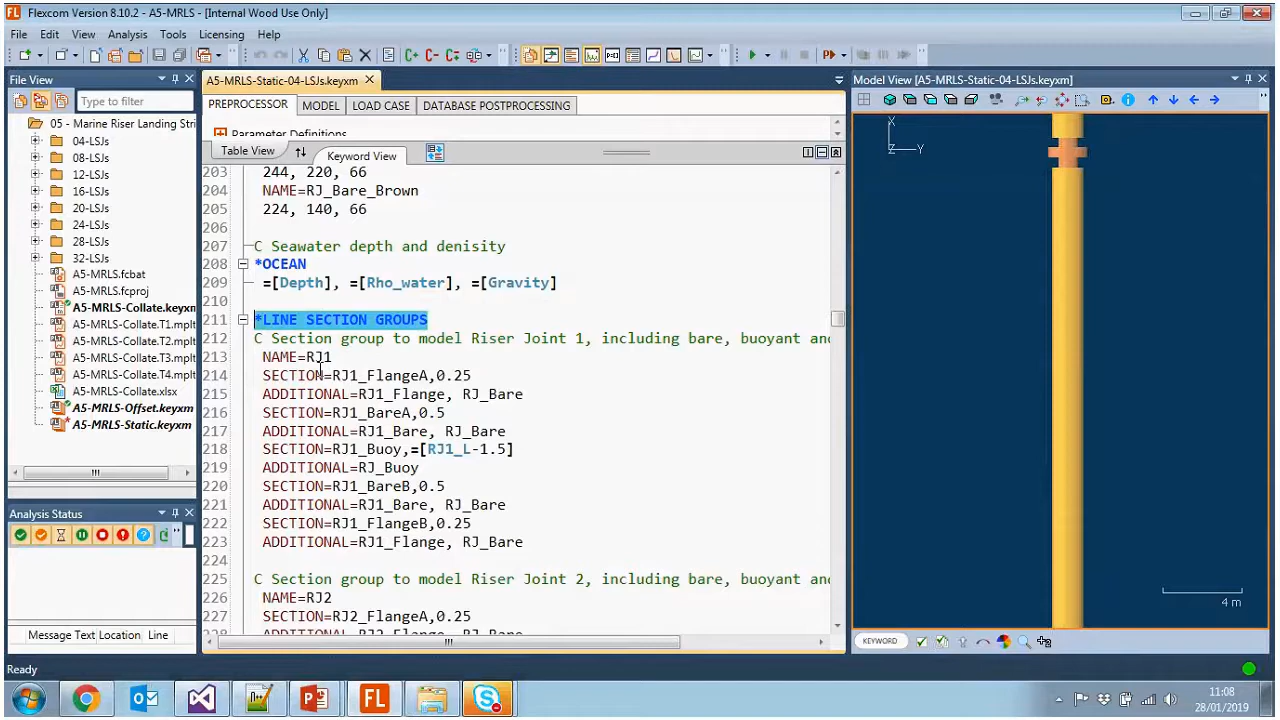 Flexcom Version 8.10.2 - A5-MRLS - [Internal Wood Use Only]
File Edit View Analysis Tools Licensing Help
File View
Type to filter
05 - Marine Riser Landing Stri
04-LSJs
08-LSJs
12-LSJs
16-LSJs
20-LSJs
24-LSJs
28-LSJs
32-LSJs
A5-MRLS.fcbat
A5-MRLS.fcproj
A5-MRLS-Collate.keyxm
A5-MRLS-Collate.T1.mplt
A5-MRLS-Collate.T2.mplt
A5-MRLS-Collate.T3.mplt
A5-MRLS-Collate.T4.mplt
A5-MRLS-Collate.xlsx
A5-MRLS-Offset.keyxm
A5-MRLS-Static.keyxm
Analysis Status
Message Text Location Line
A5-MRLS-Static-04-LSJs.keyxm
PREPROCESSOR MODEL LOAD CASE DATABASE POSTPROCESSING
Parameter Definitions
Table View Keyword View
203 244, 220, 66
204 NAME=RJ_Bare_Brown
205 224, 140, 66
206
207 C Seawater depth and denisity
208 *OCEAN
209 =[Depth], =[Rho_water], =[Gravity]
210
211 *LINE SECTION GROUPS
212 C Section group to model Riser Joint 1, including bare, buoyant and
213 NAME=RJ1
214 SECTION=RJ1_FlangeA,0.25
215 ADDITIONAL=RJ1_Flange, RJ_Bare
216 SECTION=RJ1_BareA,0.5
217 ADDITIONAL=RJ1_Bare, RJ_Bare
218 SECTION=RJ1_Buoy,=[RJ1_L-1.5]
219 ADDITIONAL=RJ_Buoy
220 SECTION=RJ1_BareB,0.5
221 ADDITIONAL=RJ1_Bare, RJ_Bare
222 SECTION=RJ1_FlangeB,0.25
223 ADDITIONAL=RJ1_Flange, RJ_Bare
224
225 C Section group to model Riser Joint 2, including bare, buoyant and
226 NAME=RJ2
227 SECTION=RJ2_FlangeA,0.25
228 ADDITIONAL=RJ2_Flange, RJ_Bare
Model View [A5-MRLS-Static-04-LSJs.keyxm]
X
Z Y
4 m
KEYWORD
Ready
11:08
28/01/2019